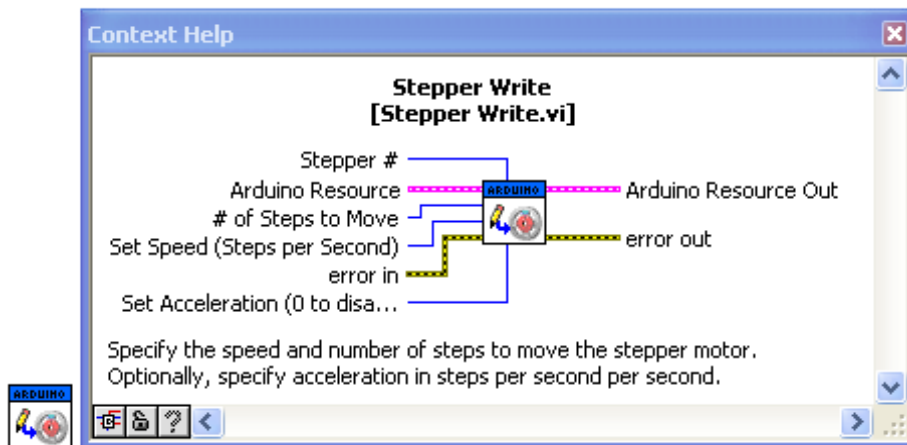 Context Help
Stepper Write
[Stepper Write.vi]
Stepper #
Arduino Resource
# of Steps to Move
Set Speed (Steps per Second)
error in
Set Acceleration (0 to disa...
ARDUINO
Arduino Resource Out
error out
Specify the speed and number of steps to move the stepper motor.
Optionally, specify acceleration in steps per second per second.
ARDUINO
?